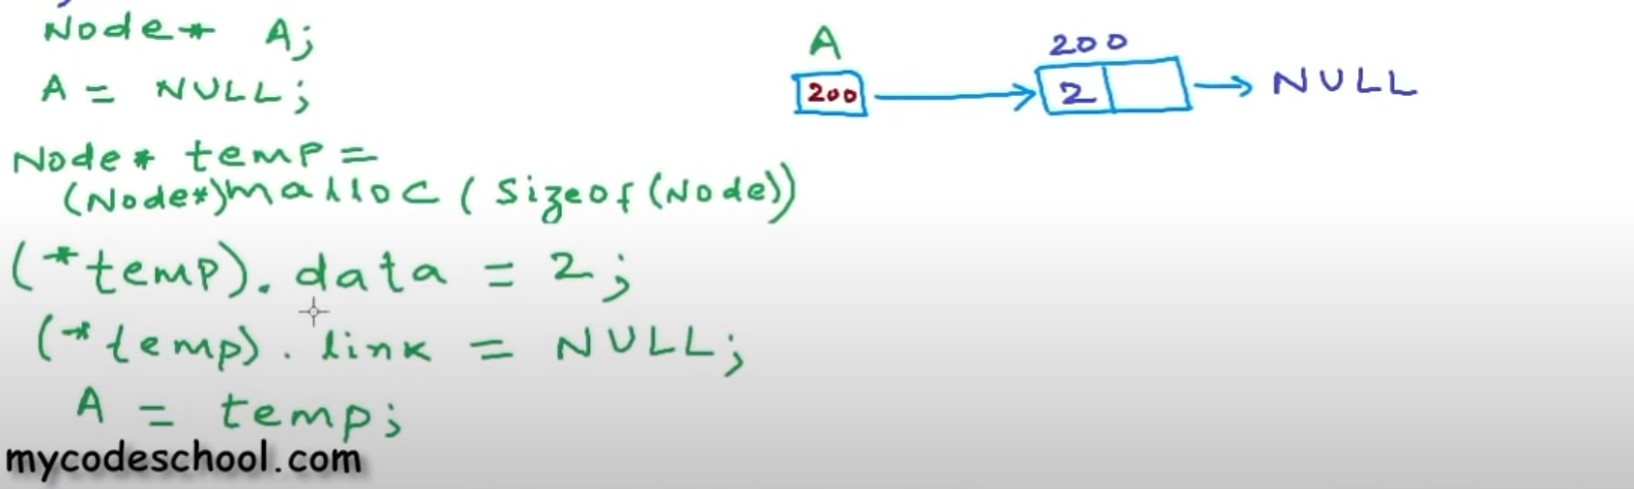 Node* A;
A = NULL;
Node* temp =
(Node*)malloc(sizeof(Node))
(*temp).data = 2;
(*temp).link = NULL;
A = temp;
mycodeschool.com
A
200
200
2
NULL